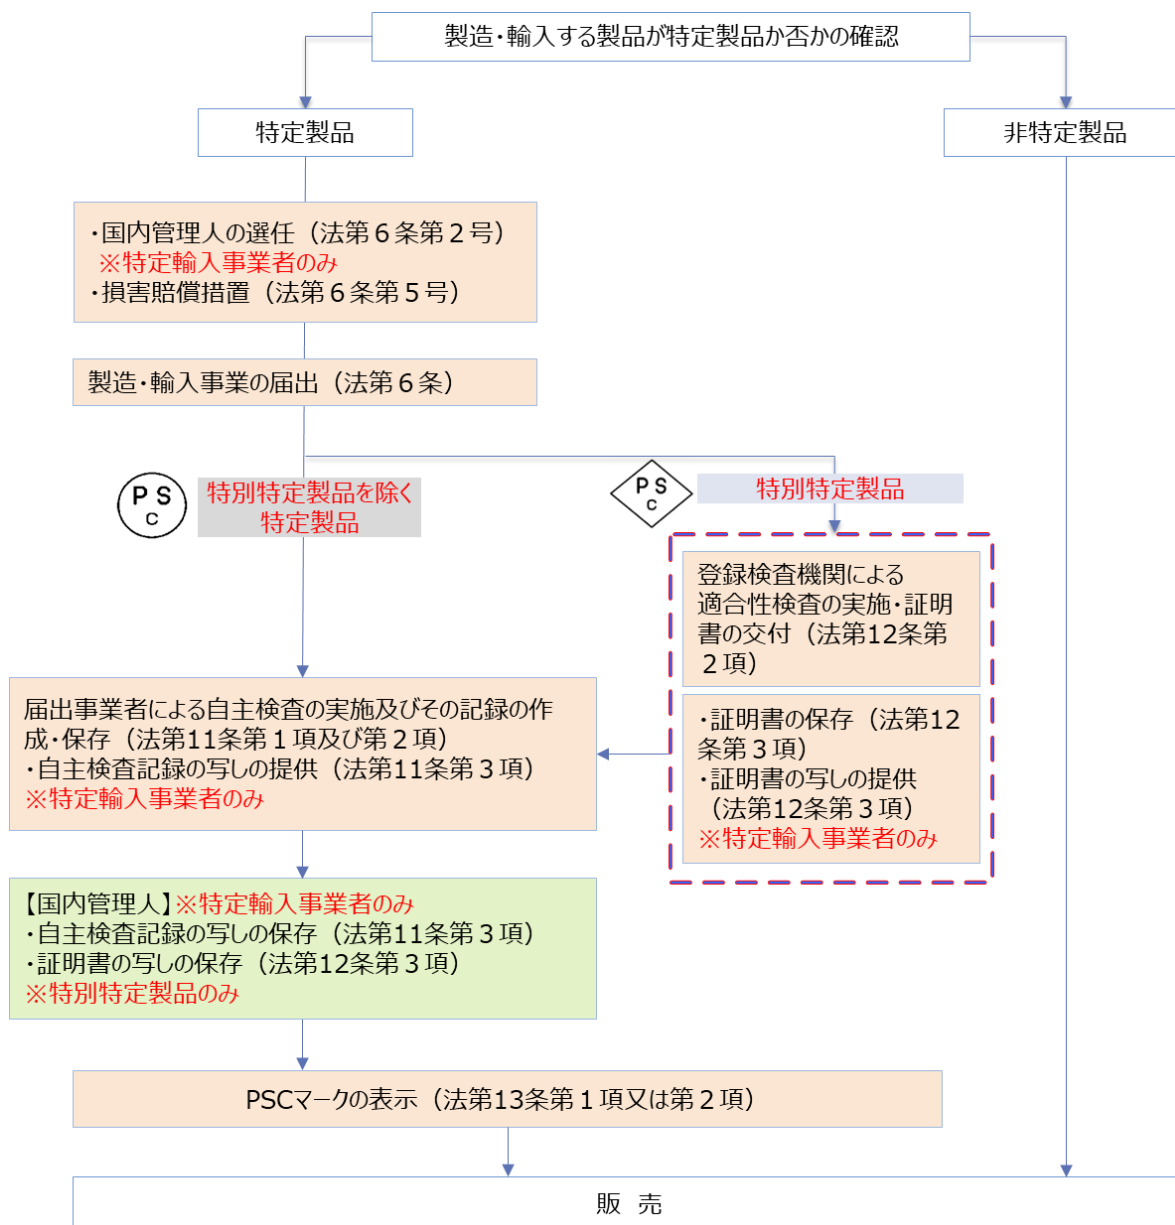 製造・輸入する製品が特定製品か否かの確認
特定製品
非特定製品
・国内管理人の選任（法第６条第２号）
※特定輸入事業者のみ
・損害賠償措置（法第６条第５号）
製造・輸入事業の届出（法第６条）
P S
C
特別特定製品を除く
特定製品
P S
C
特別特定製品
登録検査機関による
適合性検査の実施・証明
書の交付（法第12条第
２項）
・証明書の保存（法第12
条第３項）
・証明書の写しの提供
（法第12条第３項）
※特定輸入事業者のみ
届出事業者による自主検査の実施及びその記録の作
成・保存（法第11条第１項及び第２項）
・自主検査記録の写しの提供（法第11条第３項）
※特定輸入事業者のみ
【国内管理人】※特定輸入事業者のみ
・自主検査記録の写しの保存（法第11条第３項）
・証明書の写しの保存（法第12条第３項）
※特別特定製品のみ
PSCマークの表示（法第13条第１項又は第２項）
販 売